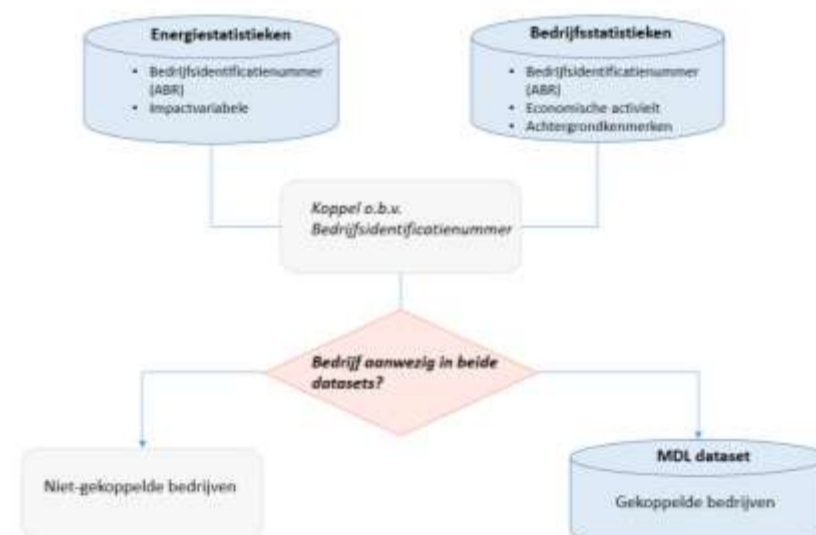 Energiestatistieken
• Bedrijfsidentificatienummer
(ABR)
• Impactvariabele
Bedrijfsstatistieken
• Bedrijfsidentificatienummer
(ABR)
• Economische activieit
• Achtergrondkenmerken
Koppel o.b.v.
Bedrijfsidentificatienummer
Bedrijf aanwezig in beide
datasets?
Niet-gekoppelde bedrijven
MDL dataset
Gekoppelde bedrijven